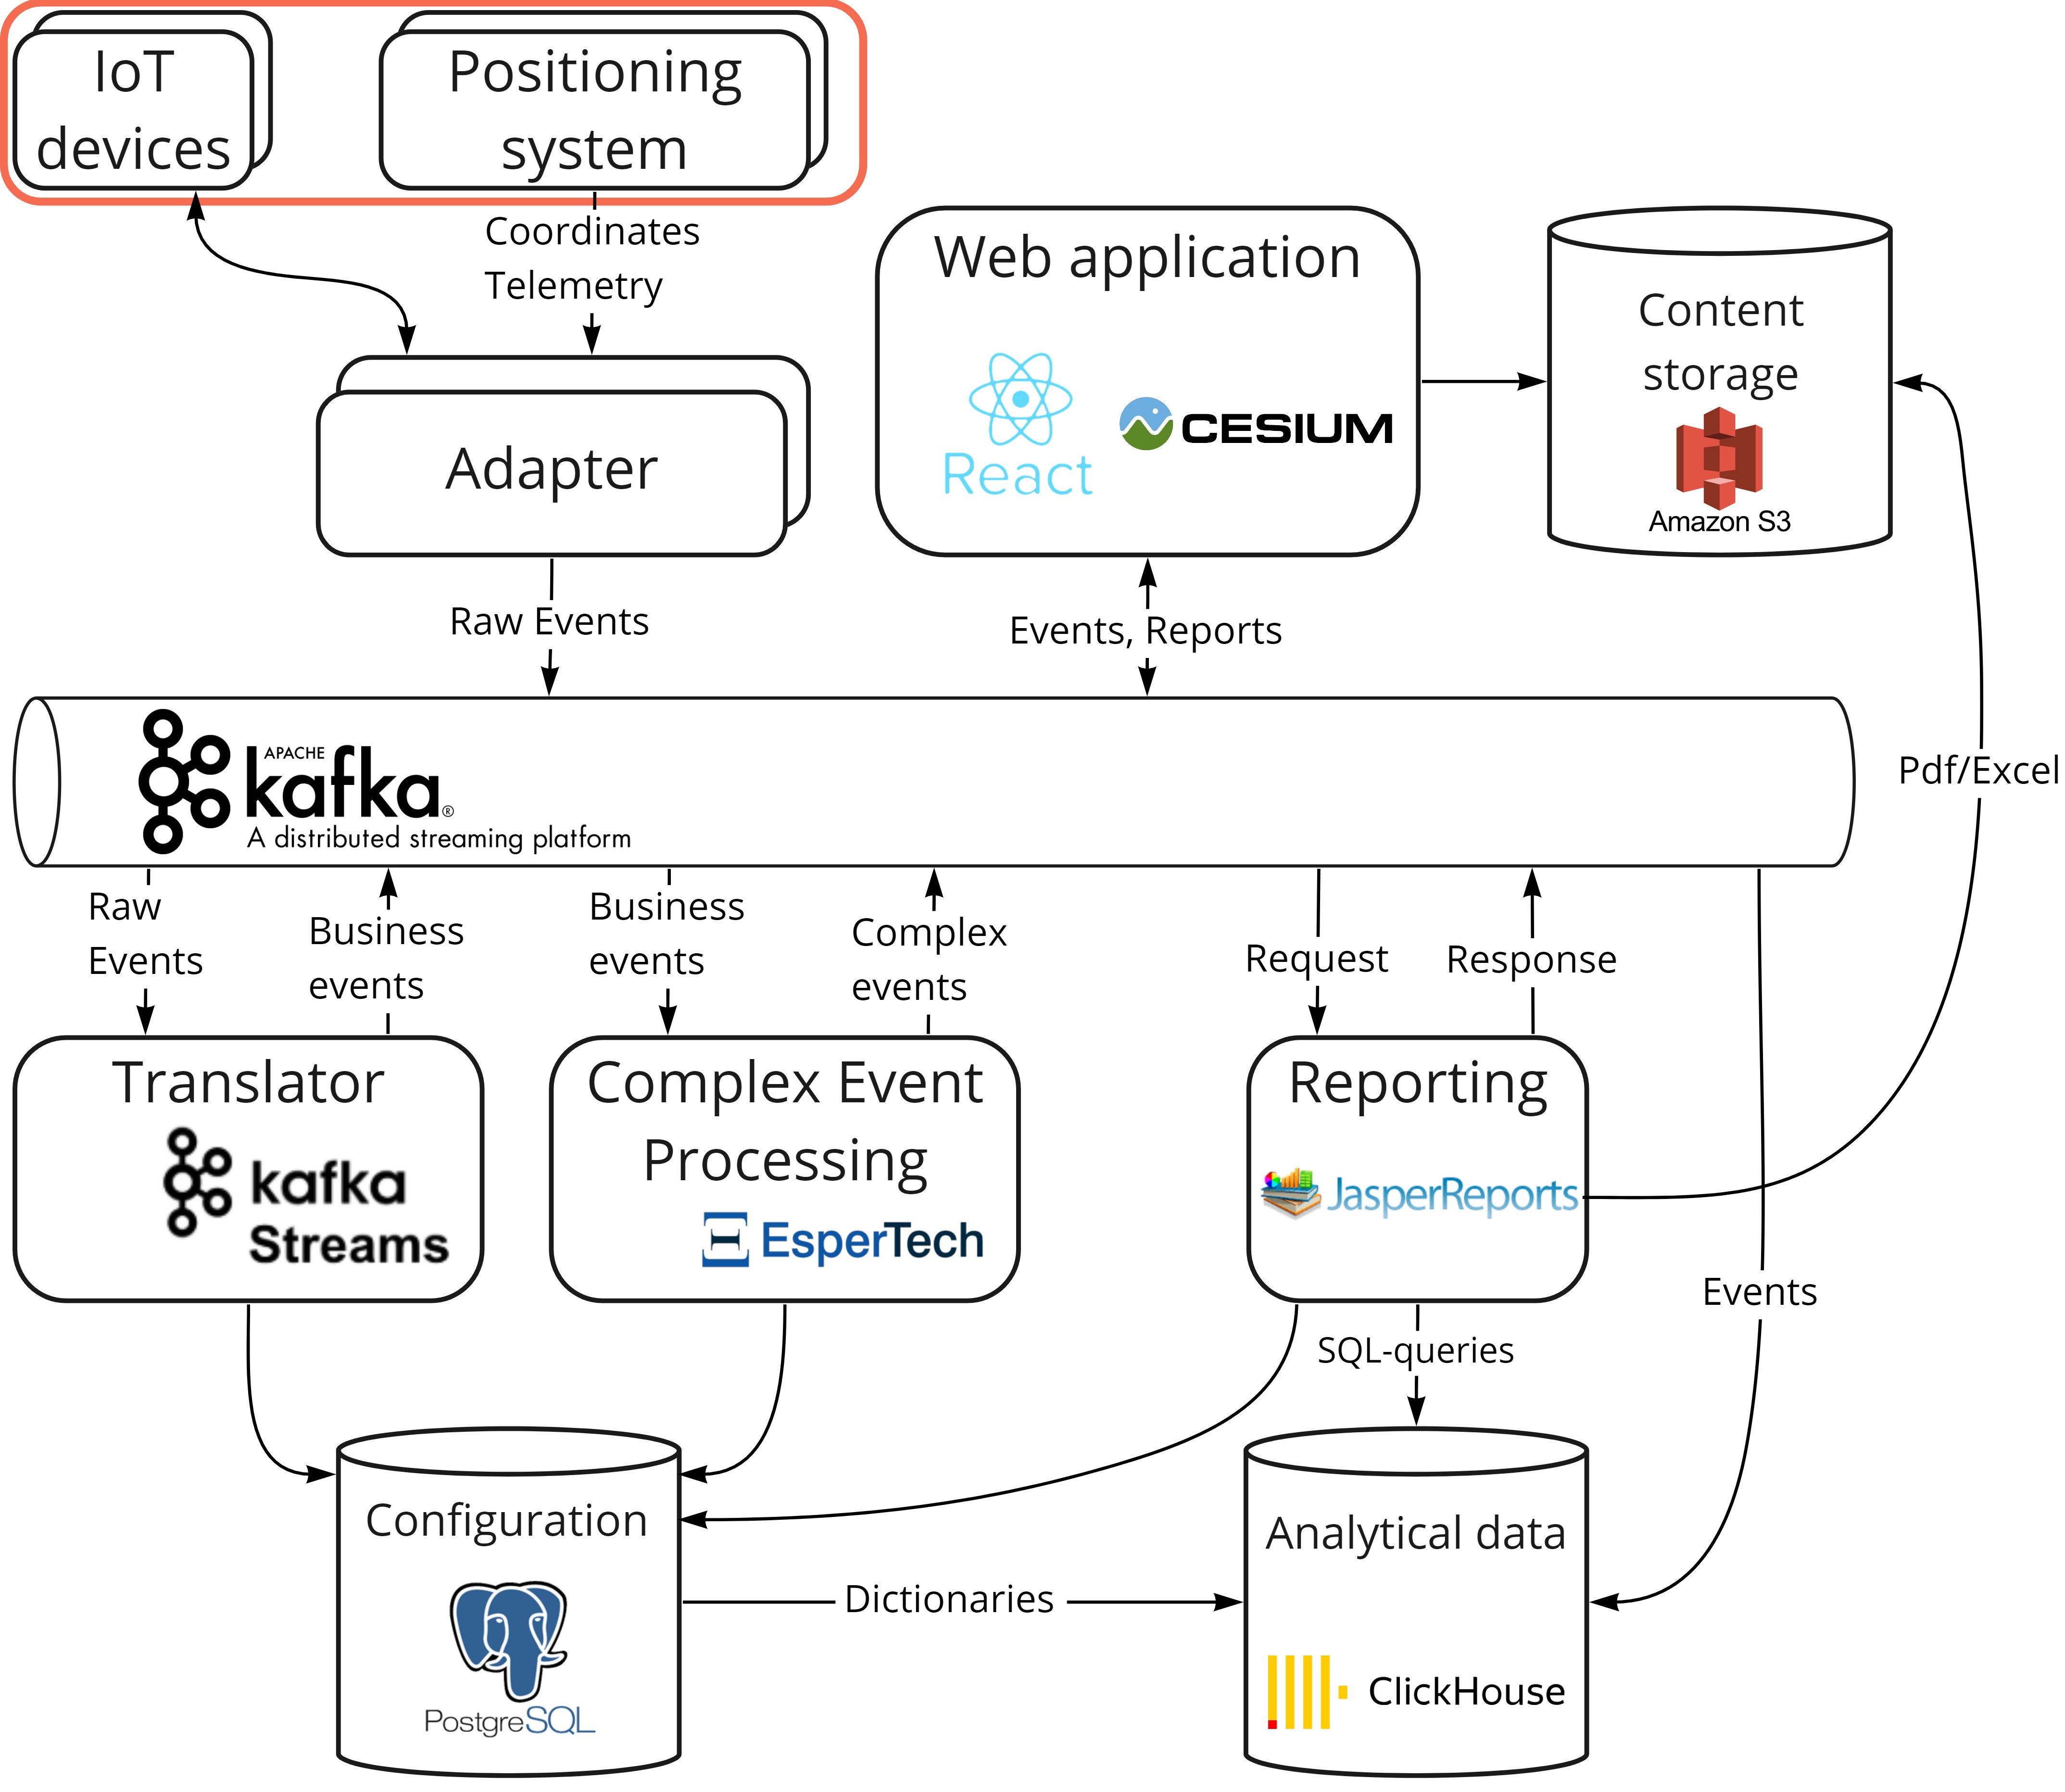 IoT
devices
Positioning
system
Coordinates
Telemetry
Web application
React
CESIUM
Content
storage
Amazon S3
Adapter
Raw Events
Events, Reports
APACHE
kafka®
A distributed streaming platform
Pdf/Excel
Raw
Events
Business
events
Business
events
Complex
events
Request
Response
Translator
kafka
Streams
Complex Event
Processing
EsperTech
Reporting
JasperReports
Events
SQL-queries
Configuration
PostgreSQL
Dictionaries
Analytical data
ClickHouse